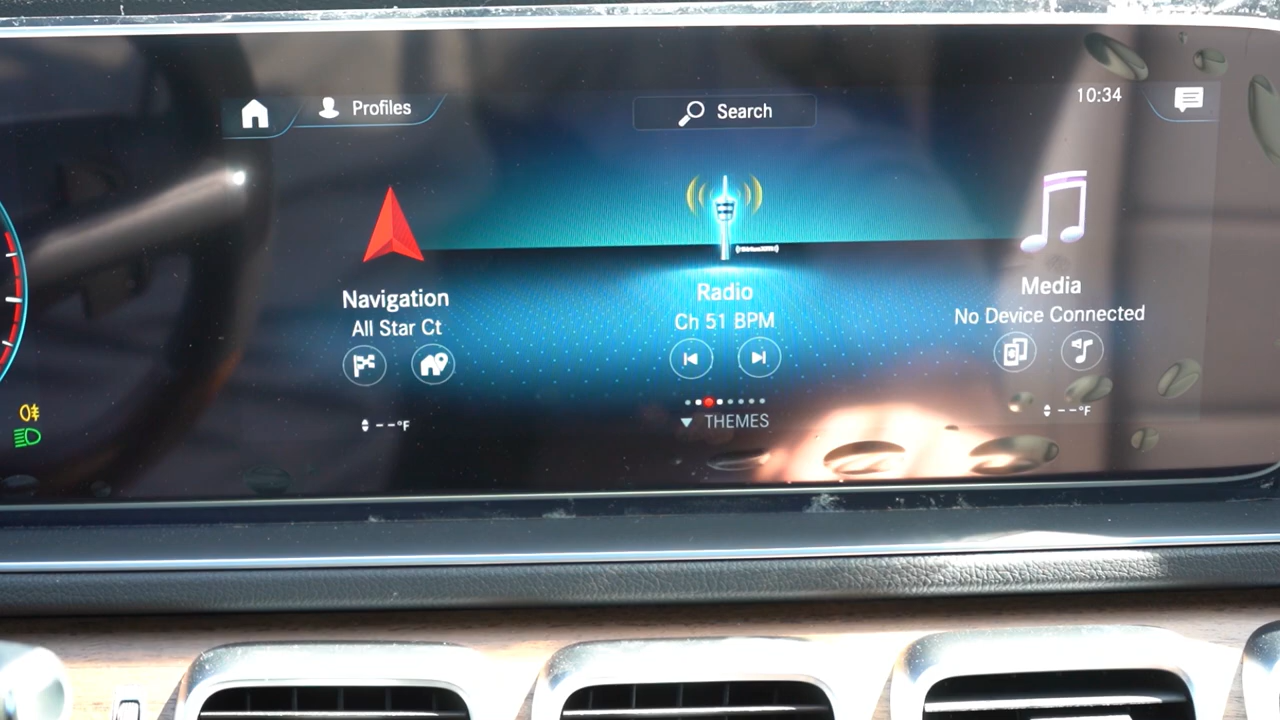 Profiles
Search
10:34
Navigation
All Star Ct
Radio
Ch 51 BPM
Media
No Device Connected
--°F
THEMES
--°F